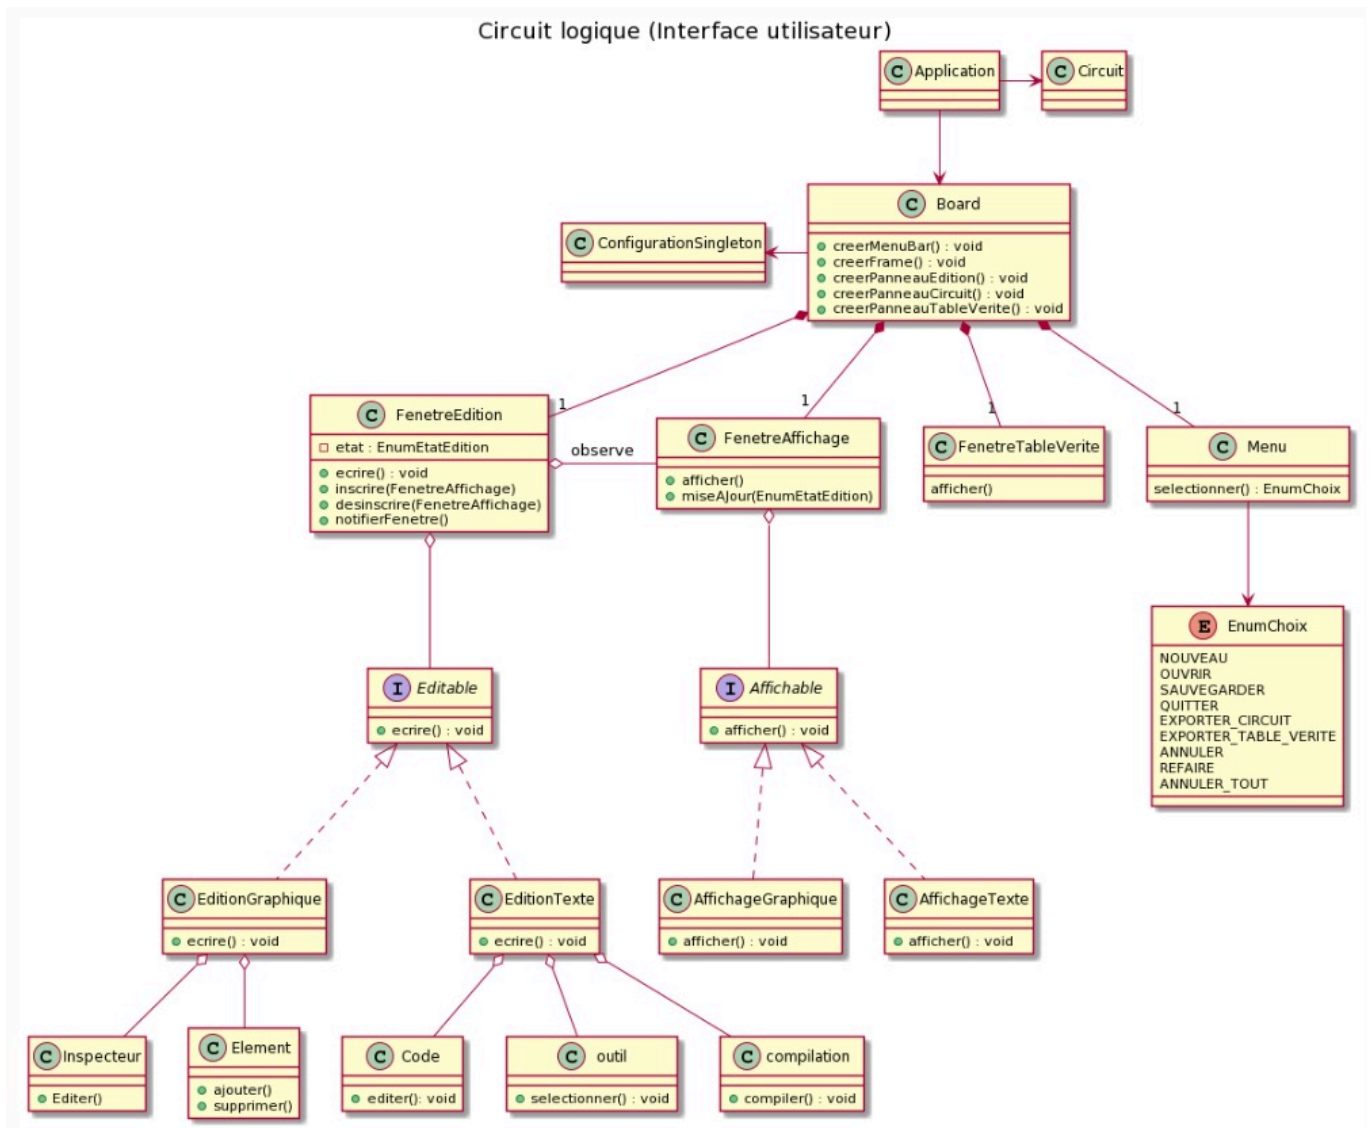 Circuit logique (Interface utilisateur)
C Application
C Circuit
C Board
creerMenuBar() : void
creerFrame() : void
creerPanneauEdition() : void
creerPanneauCircuit() : void
creerPanneauTableVerite() : void
C ConfigurationSingleton
1
1
1
1
C FenetreEdition
etat : EnumEtatEdition
ecrire() : void
inscrire(FenetreAffichage)
desinscrire(FenetreAffichage)
notifierFenetre()
observe
C FenetreAffichage
afficher()
miseAJour(EnumEtatEdition)
C FenetreTableVerite
afficher()
C Menu
selectionner() : EnumChoix
E EnumChoix
NOUVEAU
OUVRIR
SAUVEGARDER
QUITTER
EXPORTER_CIRCUIT
EXPORTER_TABLE_VERITE
ANNULER
REFAIRE
ANNULER_TOUT
I Editable
ecrire() : void
I Affichable
afficher() : void
C EditionGraphique
ecrire() : void
C EditionTexte
ecrire() : void
C AffichageGraphique
afficher() : void
C AffichageTexte
afficher() : void
C Inspecteur
Editer()
C Element
ajouter()
supprimer()
C Code
editer(): void
C outil
selectionner() : void
C compilation
compiler() : void